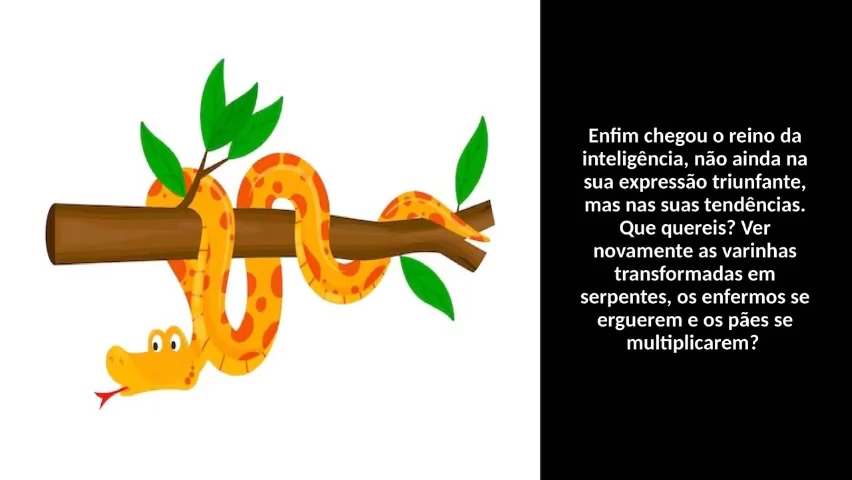 Enfim chegou o reino da
inteligência, não ainda na
sua expressão triunfante,
mas nas suas tendências.
Que quereis? Ver
novamente as varinhas
transformadas em
serpentes, os enfermos se
erguerem e os pães se
multiplicarem?